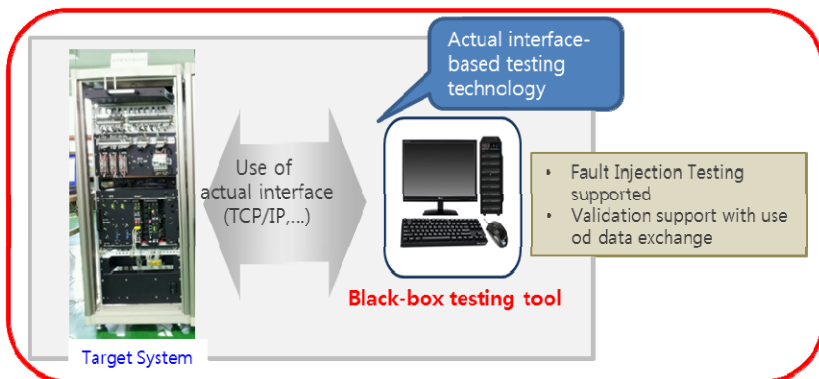 Actual interface-
based testing
technology
Use of
actual interface
(TCP/IP,...)
• Fault Injection Testing
supported
• Validation support with use
od data exchange
Black-box testing tool
Target System